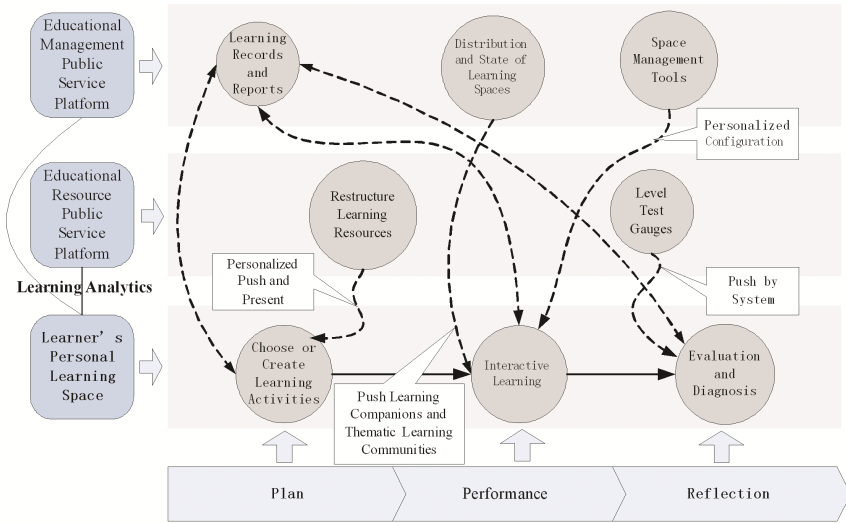 Educational
Management
Public
Service
Platform
Learning
Records
and
Reports
Distribution
and State of
Learning
Spaces
Space
Management
Tools
Personalized
Configuration
Educational
Resource
Public
Service
Platform
Restructure
Learning
Resources
Level
Test
Gauges
Personalized
Push and
Present
Push by
System
Learning Analytics
Learner's
Personal
Learning
Space
Choose or
Create
Learning
Activities
Interactive
Learning
Evaluation
and
Diagnosis
Push Learning
Companions and
Thematic Learning
Communities
Plan
Performance
Reflection